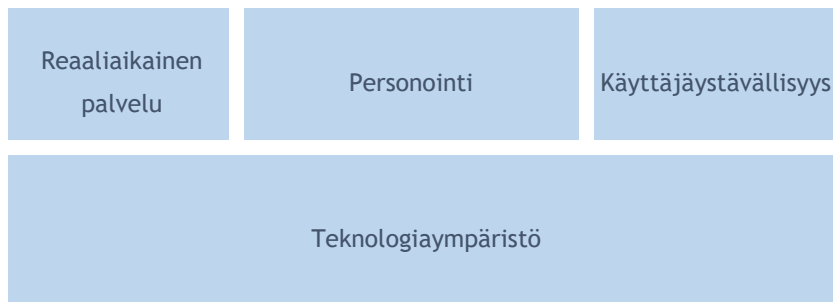 Reaaliaikainen
palvelu
Personointi
Käyttäjäystävällisyys
Teknologiaympäristö